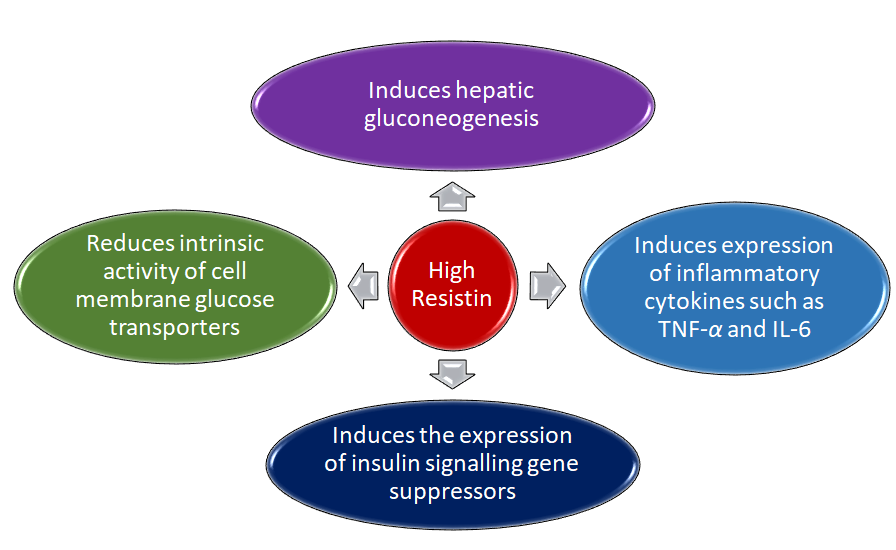 Induces hepatic
gluconeogenesis
Reduces intrinsic
activity of cell
membrane glucose
transporters
High
Resistin
Induces expression
of inflammatory
cytokines such as
TNF-α and IL-6
Induces the expression
of insulin signalling gene
suppressors